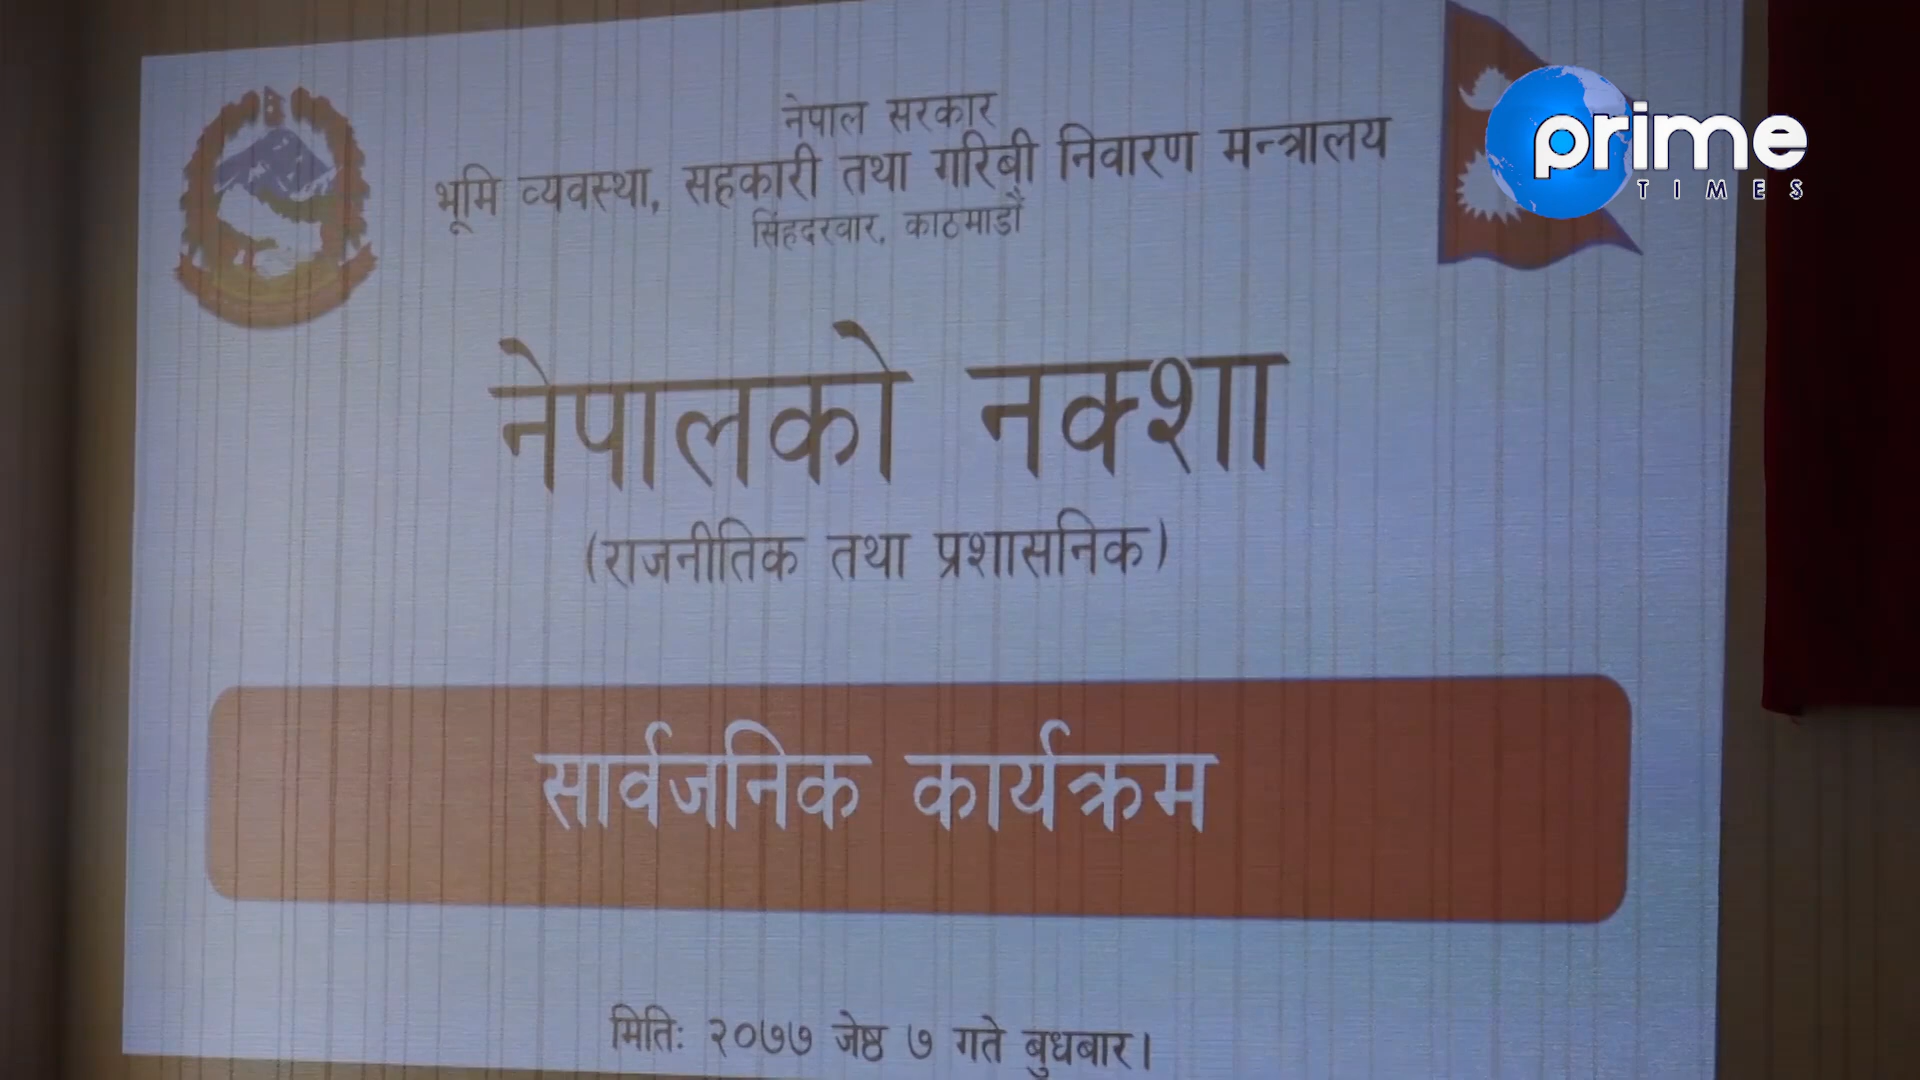 नेपाल सरकार
भूमि व्यवस्था, सहकारी तथा गरिबी निवारण मन्त्रालय
सिंहदरवार, काठमाडौं
नेपालको नक्शा
(राजनीतिक तथा प्रशासनिक)
सार्वजनिक कार्यक्रम
मितिः २०७७ जेष्ठ ७ गते बुधबार।
prime
TIMES